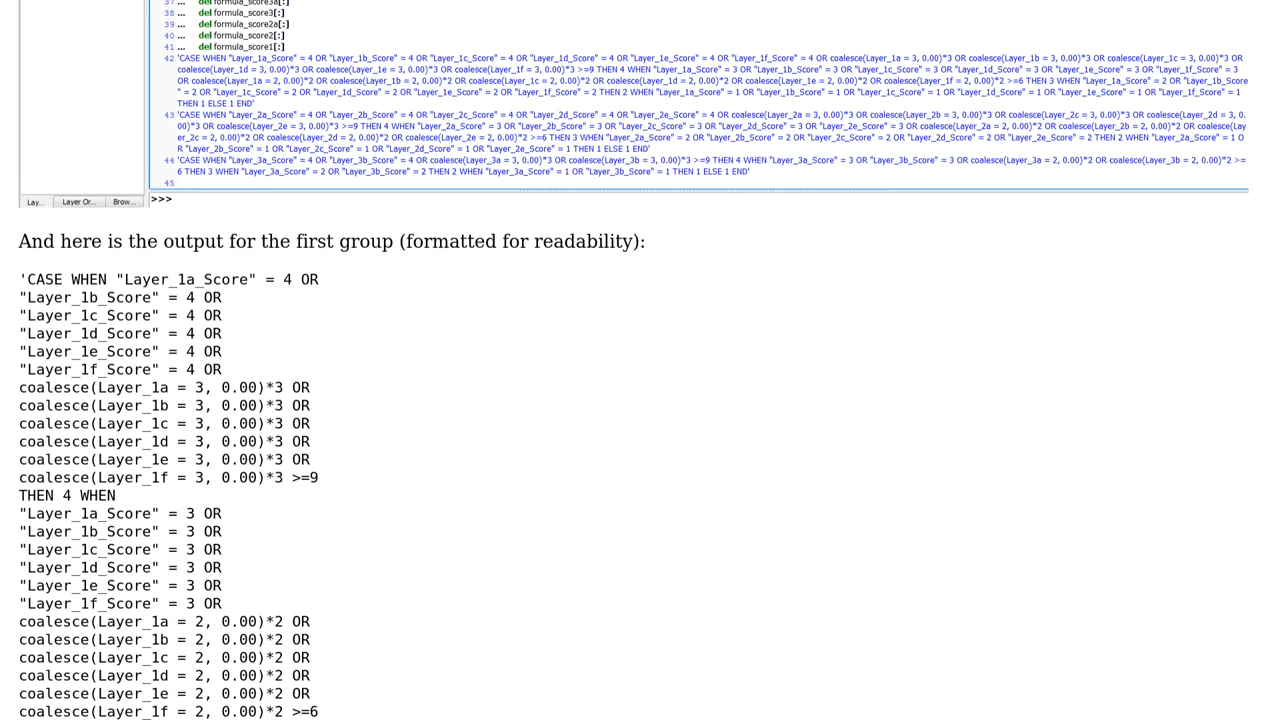 37 ... del formula_score3a[:]
38 ... del formula_score3[:]
39 ... del formula_score2a[:]
40 ... del formula_score2[:]
41 ... del formula_score1[:]
42 'CASE WHEN "Layer_1a_Score" = 4 OR "Layer_1b_Score" = 4 OR "Layer_1c_Score" = 4 OR "Layer_1d_Score" = 4 OR "Layer_1e_Score" = 4 OR "Layer_1f_Score" = 4 OR coalesce(Layer_1a = 3, 0.00)*3 OR coalesce(Layer_1b = 3, 0.00)*3 OR coalesce(Layer_1c = 3, 0.00)*3 OR
coalesce(Layer_1d = 3, 0.00)*3 OR coalesce(Layer_1e = 3, 0.00)*3 OR coalesce(Layer_1f = 3, 0.00)*3 >=9 THEN 4 WHEN "Layer_1a_Score" = 3 OR "Layer_1b_Score" = 3 OR "Layer_1c_Score" = 3 OR "Layer_1d_Score" = 3 OR "Layer_1e_Score" = 3 OR "Layer_1f_Score" = 3
OR coalesce(Layer_1a = 2, 0.00)*2 OR coalesce(Layer_1b = 2, 0.00)*2 OR coalesce(Layer_1c = 2, 0.00)*2 OR coalesce(Layer_1d = 2, 0.00)*2 OR coalesce(Layer_1e = 2, 0.00)*2 OR coalesce(Layer_1f = 2, 0.00)*2 >=6 THEN 3 WHEN "Layer_1a_Score" = 2 OR "Layer_1b_Score
" = 2 OR "Layer_1c_Score" = 2 OR "Layer_1d_Score" = 2 OR "Layer_1e_Score" = 2 OR "Layer_1f_Score" = 2 THEN 2 WHEN "Layer_1a_Score" = 1 OR "Layer_1b_Score" = 1 OR "Layer_1c_Score" = 1 OR "Layer_1d_Score" = 1 OR "Layer_1e_Score" = 1 OR "Layer_1f_Score" = 1
THEN 1 ELSE 1 END'
43 'CASE WHEN "Layer_2a_Score" = 4 OR "Layer_2b_Score" = 4 OR "Layer_2c_Score" = 4 OR "Layer_2d_Score" = 4 OR "Layer_2e_Score" = 4 OR coalesce(Layer_2a = 3, 0.00)*3 OR coalesce(Layer_2b = 3, 0.00)*3 OR coalesce(Layer_2c = 3, 0.00)*3 OR coalesce(Layer_2d = 3, 0.
00)*3 OR coalesce(Layer_2e = 3, 0.00)*3 >=9 THEN 4 WHEN "Layer_2a_Score" = 3 OR "Layer_2b_Score" = 3 OR "Layer_2c_Score" = 3 OR "Layer_2d_Score" = 3 OR "Layer_2e_Score" = 3 OR coalesce(Layer_2a = 2, 0.00)*2 OR coalesce(Layer_2b = 2, 0.00)*2 OR coalesce(Lay
er_2c = 2, 0.00)*2 OR coalesce(Layer_2d = 2, 0.00)*2 OR coalesce(Layer_2e = 2, 0.00)*2 >=6 THEN 3 WHEN "Layer_2a_Score" = 2 OR "Layer_2b_Score" = 2 OR "Layer_2c_Score" = 2 OR "Layer_2d_Score" = 2 OR "Layer_2e_Score" = 2 THEN 2 WHEN "Layer_2a_Score" = 1 O
R "Layer_2b_Score" = 1 OR "Layer_2c_Score" = 1 OR "Layer_2d_Score" = 1 OR "Layer_2e_Score" = 1 THEN 1 ELSE 1 END'
44 'CASE WHEN "Layer_3a_Score" = 4 OR "Layer_3b_Score" = 4 OR coalesce(Layer_3a = 3, 0.00)*3 OR coalesce(Layer_3b = 3, 0.00)*3 >=9 THEN 4 WHEN "Layer_3a_Score" = 3 OR "Layer_3b_Score" = 3 OR coalesce(Layer_3a = 2, 0.00)*2 OR coalesce(Layer_3b = 2, 0.00)*2 >=
6 THEN 3 WHEN "Layer_3a_Score" = 2 OR "Layer_3b_Score" = 2 THEN 2 WHEN "Layer_3a_Score" = 1 OR "Layer_3b_Score" = 1 THEN 1 ELSE 1 END'
45
Lay... Layer Or... Brow... >>>
And here is the output for the first group (formatted for readability):
'CASE WHEN "Layer_1a_Score" = 4 OR
"Layer_1b_Score" = 4 OR
"Layer_1c_Score" = 4 OR
"Layer_1d_Score" = 4 OR
"Layer_1e_Score" = 4 OR
"Layer_1f_Score" = 4 OR
coalesce(Layer_1a = 3, 0.00)*3 OR
coalesce(Layer_1b = 3, 0.00)*3 OR
coalesce(Layer_1c = 3, 0.00)*3 OR
coalesce(Layer_1d = 3, 0.00)*3 OR
coalesce(Layer_1e = 3, 0.00)*3 OR
coalesce(Layer_1f = 3, 0.00)*3 >=9
THEN 4 WHEN
"Layer_1a_Score" = 3 OR
"Layer_1b_Score" = 3 OR
"Layer_1c_Score" = 3 OR
"Layer_1d_Score" = 3 OR
"Layer_1e_Score" = 3 OR
"Layer_1f_Score" = 3 OR
coalesce(Layer_1a = 2, 0.00)*2 OR
coalesce(Layer_1b = 2, 0.00)*2 OR
coalesce(Layer_1c = 2, 0.00)*2 OR
coalesce(Layer_1d = 2, 0.00)*2 OR
coalesce(Layer_1e = 2, 0.00)*2 OR
coalesce(Layer_1f = 2, 0.00)*2 >=6